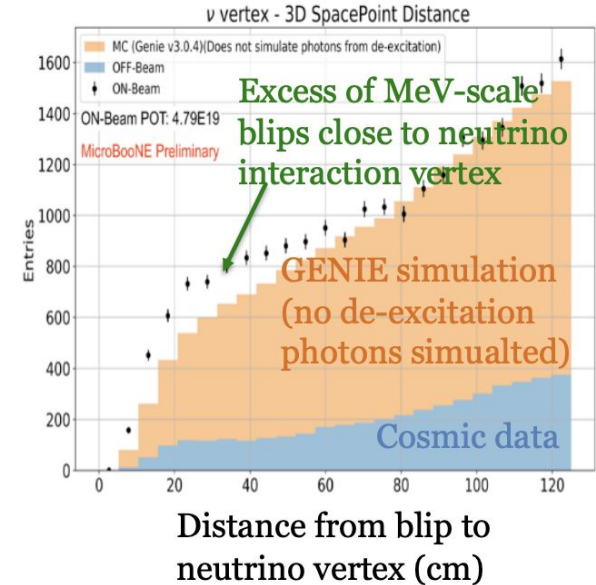 ν vertex - 3D SpacePoint Distance
MC (Genie v3.0.4)(Does not simulate photons from de-excitation)
OFF-Beam
ON-Beam
ON-Beam POT: 4.79E19
MicroBooNE Preliminary
Excess of MeV-scale
blips close to neutrino
interaction vertex
GENIE simulation
(no de-excitation
photons simualted)
Cosmic data
Entries
1600
1400
1200
1000
800
600
400
200
0
0 20 40 60 80 100 120
Distance from blip to
neutrino vertex (cm)